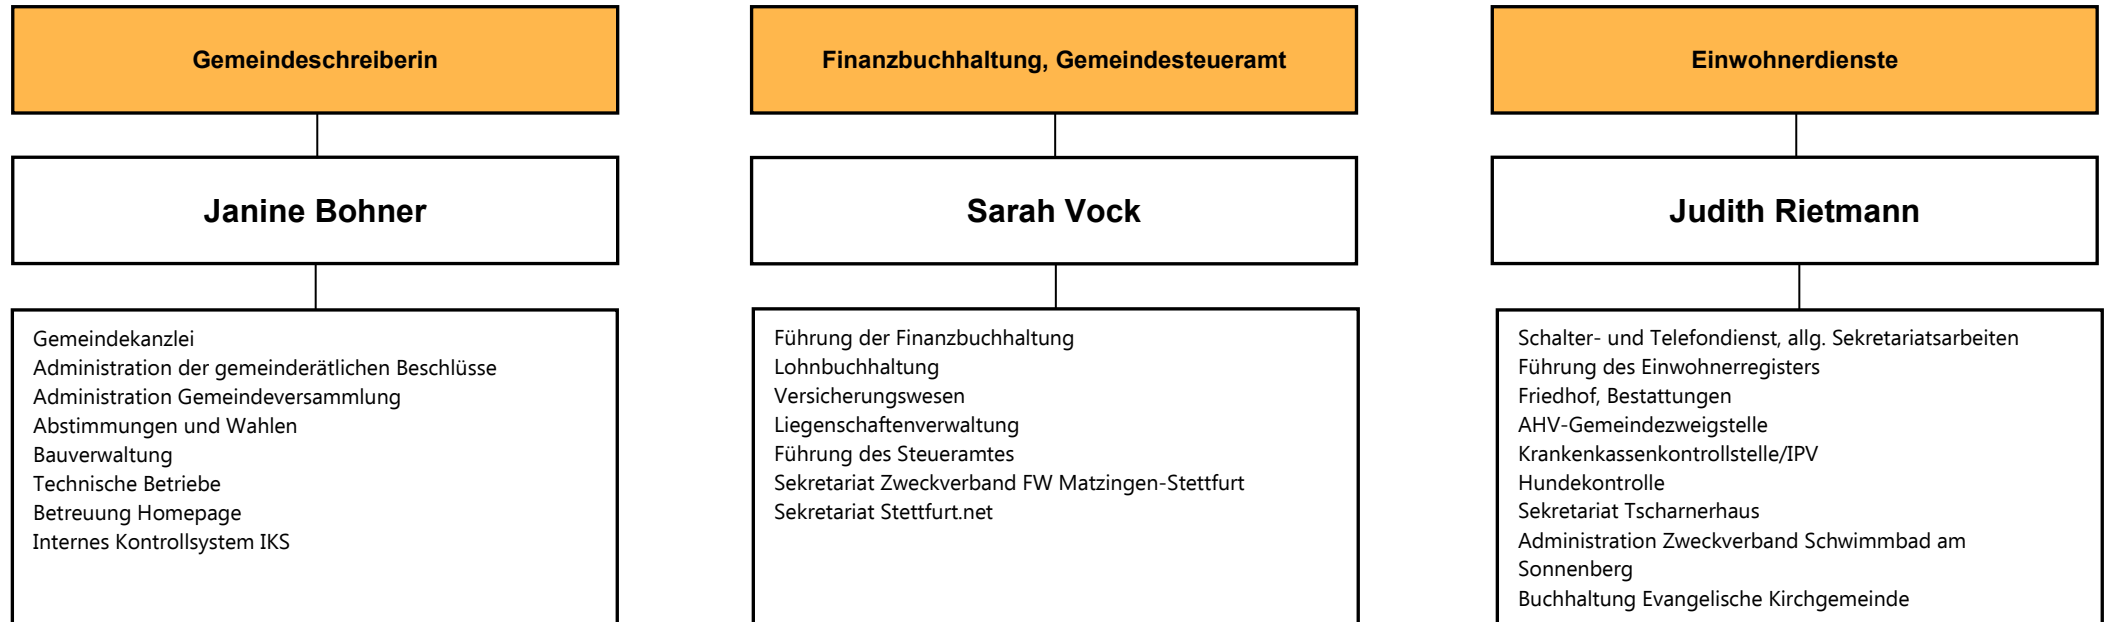 Gemeindeschreiberin
Janine Bohner
Gemeindekanzlei
Administration der gemeinderätlichen Beschlüsse
Administration Gemeindeversammlung
Abstimmungen und Wahlen
Bauverwaltung
Technische Betriebe
Betreuung Homepage
Internes Kontrollsystem IKS
Finanzbuchhaltung, Gemeindesteueramt
Sarah Vock
Führung der Finanzbuchhaltung
Lohnbuchhaltung
Versicherungswesen
Liegenschaftenverwaltung
Führung des Steueramtes
Sekretariat Zweckverband FW Matzingen-Stettfurt
Sekretariat Stettfurt.net
Einwohnerdienste
Judith Rietmann
Schalter- und Telefondienst, allg. Sekretariatsarbeiten
Führung des Einwohnerregisters
Friedhof, Bestattungen
AHV-Gemeindezweigstelle
Krankenkassenkontrollstelle/IPV
Hundekontrolle
Sekretariat Tscharnerhaus
Administration Zweckverband Schwimmbad am
Sonnenberg
Buchhaltung Evangelische Kirchgemeinde